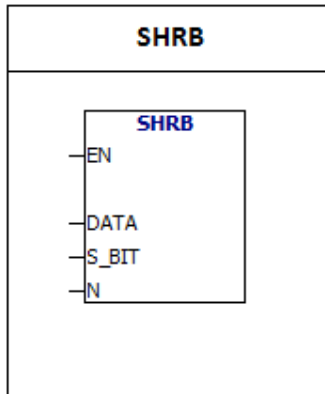 SHRB
SHRB
EN
DATA
S_BIT
N